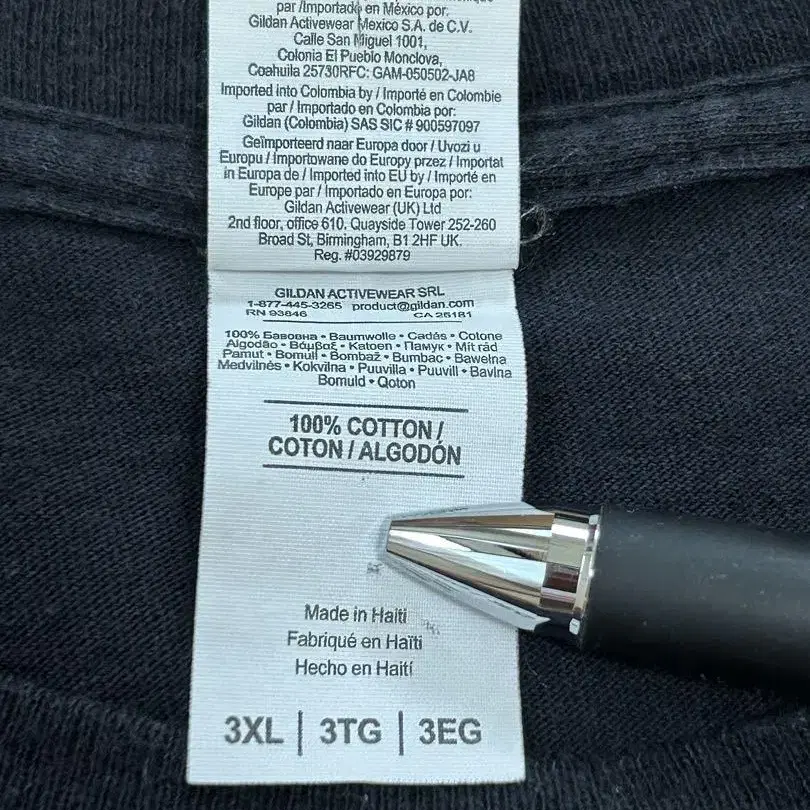 par /Importado en México por:
Gildan Activewear Mexico S.A. de C.V.
Calle San Miguel 1001,
Colonia El Pueblo Monclova,
Coahuila 25730RFC: GAM-050502-JA8
Imported into Colombia by / Importé en Colombie
par / Importado en Colombia por:
Gildan (Colombia) SAS SIC # 900597097
Geïmporteerd naar Europa door / Uvozi u
Europu / Importowane do Europy przez / Importat
in Europa de / Imported into EU by / Importé en
Europe par / Importado en Europa por:
Gildan Activewear (UK) Ltd
2nd floor, office 610. Quayside Tower 252-260
Broad St, Birmingham, B1 2HF UK.
Reg. #03929879
GILDAN ACTIVEWEAR SRL
1-877-445-3265 product@gildan.com
RN 93846 CA 26181
100% Бавовна • Baumwolle • Cadás • Cotone
Algodão • Βάμβαξ • Katoen • Памук • Mit rád
Pamut • Bomull • Bombaž • Bumbac • Bawełna
Medvilnės • Kokvilna • Puuvilla • Puuvill • Bavlna
Bomuld • Qoton
100% COTTON /
COTON / ALGODÓN
Made in Haiti
Fabriqué en Haïti
Hecho en Haití
3XL | 3TG | 3EG